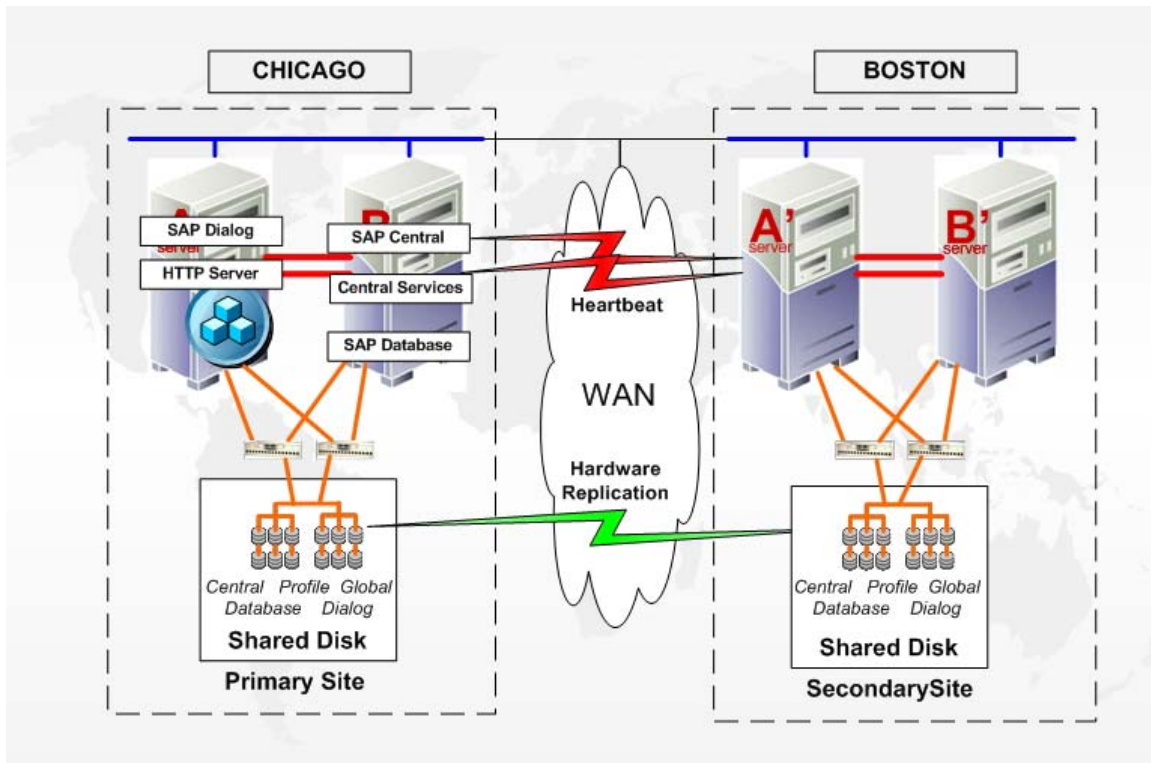 CHICAGO
BOSTON
A
server
SAP Dialog
HTTP Server
B
SAP Central
Central Services
SAP Database
A'
server
B'
server
Heartbeat
WAN
Hardware
Replication
Central Profile Global
Database Dialog
Shared Disk
Primary Site
Central Profile Global
Database Dialog
Shared Disk
SecondarySite